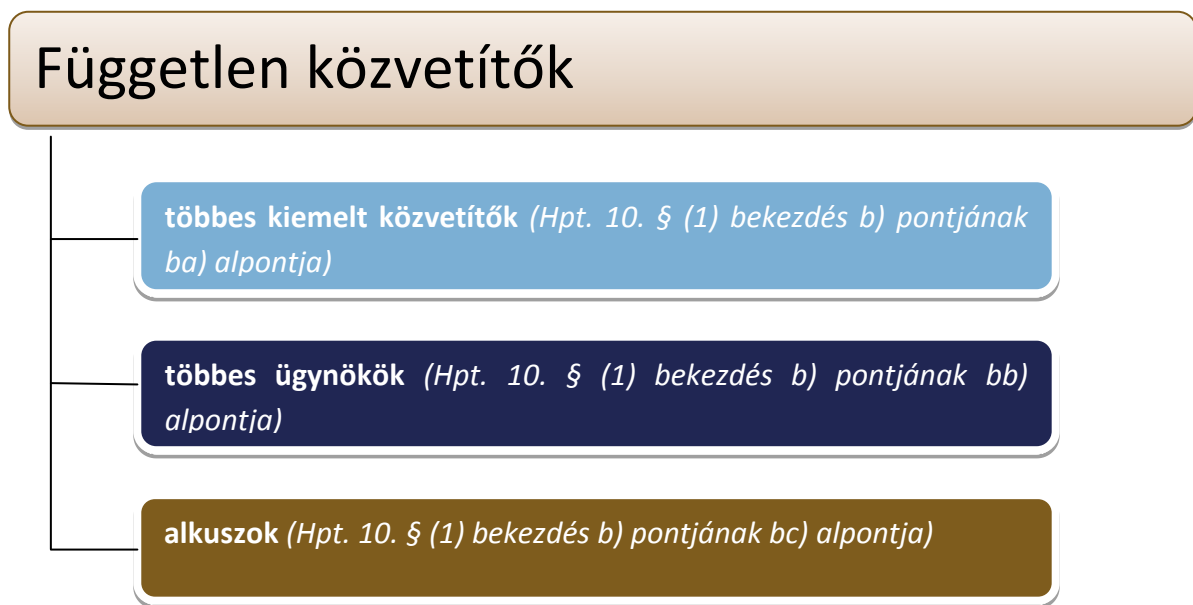 Független közvetítők
többes kiemelt közvetítők (Hpt. 10. § (1) bekezdés b) pontjának
ba) alpontja)
többes ügynökök (Hpt. 10. § (1) bekezdés b) pontjának bb)
alpontja)
alkuszok (Hpt. 10. § (1) bekezdés b) pontjának bc) alpontja)